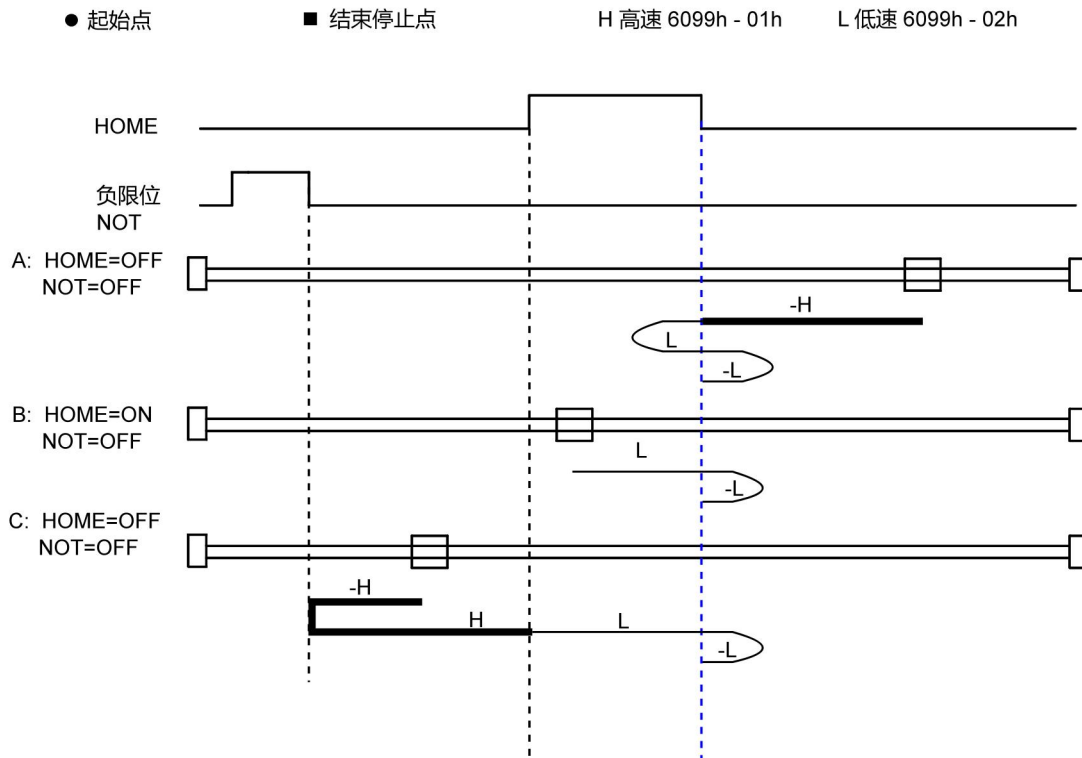 ● 起始点 ■ 结束停止点 H 高速 6099h - 01h L 低速 6099h - 02h
HOME
负限位
NOT
A: HOME=OFF
NOT=OFF
-H
L
-L
B: HOME=ON
NOT=OFF
L
-L
C: HOME=OFF
NOT=OFF
-H
H L
-L